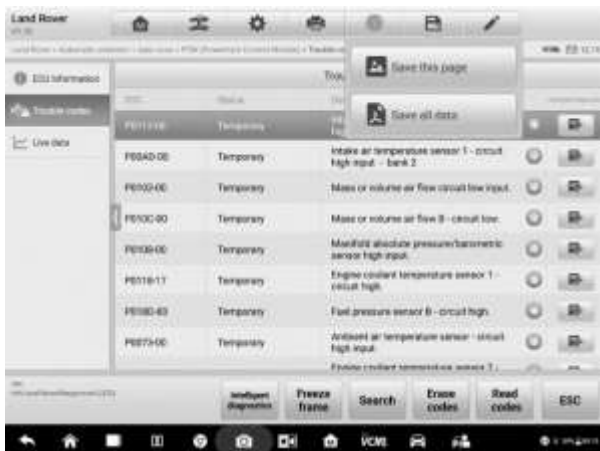 Land Rover
Save this page
Save all data
ECU Information
Trouble codes
Live data
Temporary
P00AD-00 Temporary Intake air temperature sensor 1 - circuit
high input - bank 2
P0102-00 Temporary Mass or volume air flow circuit low input.
P010C-00 Temporary Mass or volume air flow B - circuit low.
P0108-00 Temporary Manifold absolute pressure/barometric
sensor high input.
P0118-17 Temporary Engine coolant temperature sensor 1 -
circuit high.
Temporary Fuel pressure sensor B - circuit high.
P0073-00 Temporary Ambient air temperature sensor - circuit
high input.
Engine coolant temperature sensor
Intelligent
diagnostics
Freeze
frame
Search
Erase
codes
Read
codes
ESC
VCMI